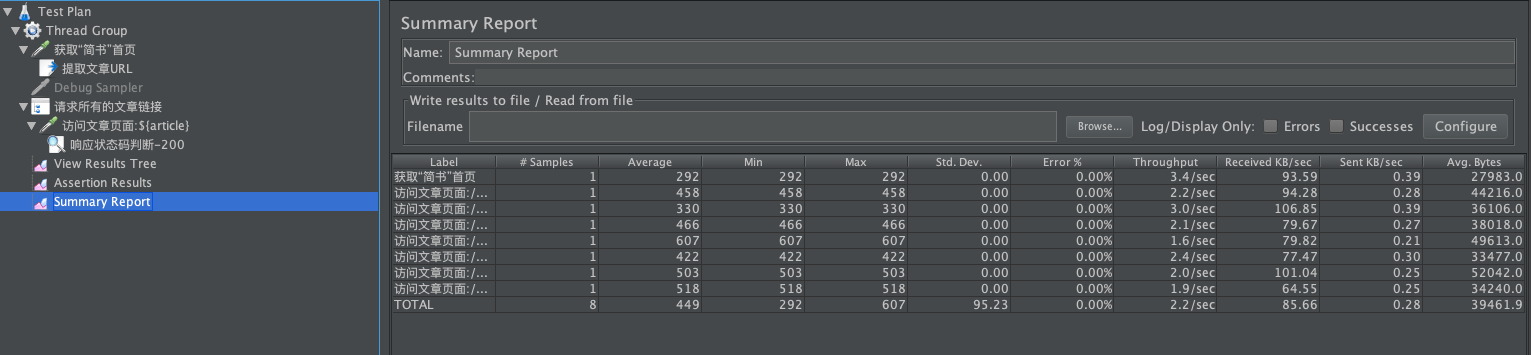 Test Plan
Thread Group
获取“简书”首页
提取文章URL
Debug Sampler
请求所有的文章链接
访问文章页面:${article}
响应状态码判断-200
View Results Tree
Assertion Results
Summary Report
Summary Report
Name: Summary Report
Comments:
Write results to file / Read from file
Filename Browse... Log/Display Only: Errors Successes Configure
Label # Samples Average Min Max Std. Dev. Error % Throughput Received KB/sec Sent KB/sec Avg. Bytes
获取“简书”首页 1 292 292 292 0.00 0.00% 3.4/sec 93.59 0.39 27983.0
访问文章页面:/... 1 458 458 458 0.00 0.00% 2.2/sec 94.28 0.28 44216.0
访问文章页面:/... 1 330 330 330 0.00 0.00% 3.0/sec 106.85 0.39 36106.0
访问文章页面:/... 1 466 466 466 0.00 0.00% 2.1/sec 79.67 0.27 38018.0
访问文章页面:/... 1 607 607 607 0.00 0.00% 1.6/sec 79.82 0.21 49613.0
访问文章页面:/... 1 422 422 422 0.00 0.00% 2.4/sec 77.47 0.30 33477.0
访问文章页面:/... 1 503 503 503 0.00 0.00% 2.0/sec 101.04 0.25 52042.0
访问文章页面:/... 1 518 518 518 0.00 0.00% 1.9/sec 64.55 0.25 34240.0
TOTAL 8 449 292 607 95.23 0.00% 2.2/sec 85.66 0.28 39461.9